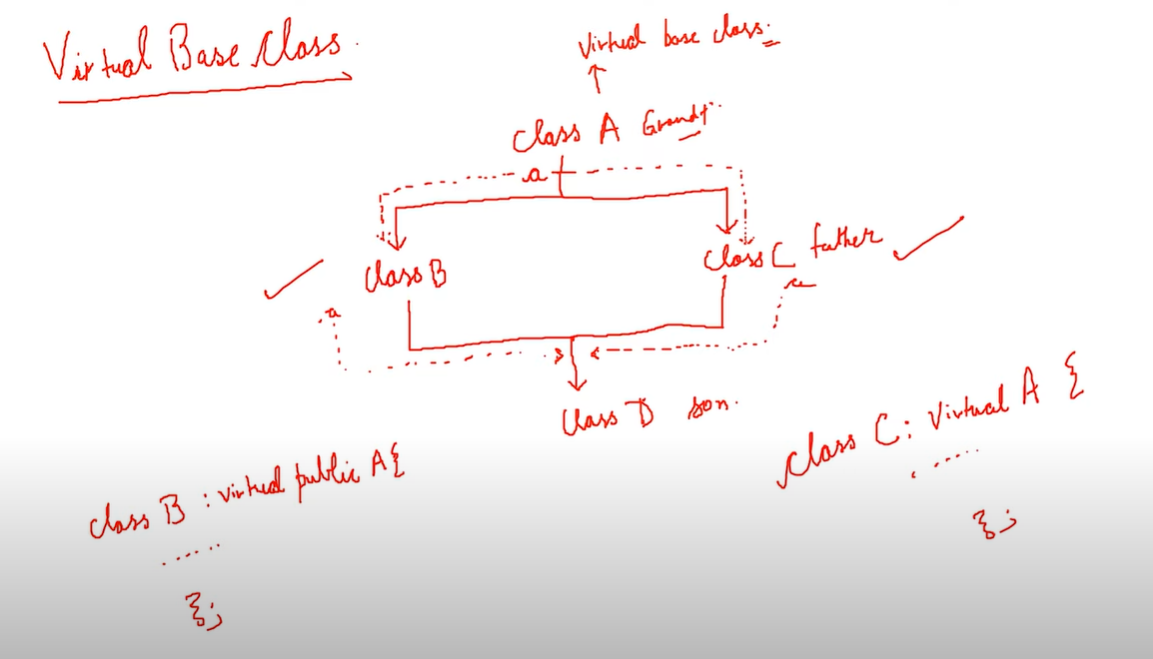 Virtual Base Class.
Virtual base class.
Class A Grandf..
a
Class B
Class C father
a
a
Class D son.
class B : virtual public A{
.....
};
class C : virtual A {
.....
};